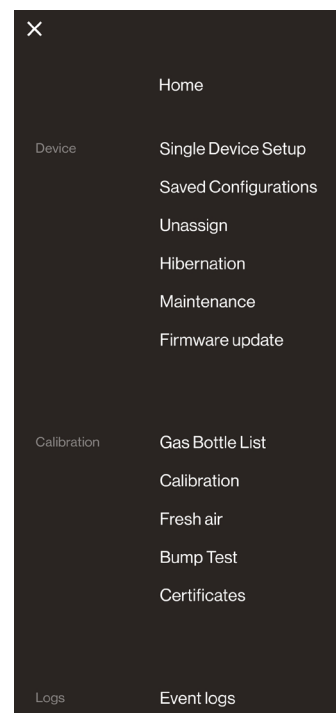 Home
Device Single Device Setup
Saved Configurations
Unassign
Hibernation
Maintenance
Firmware update
Calibration Gas Bottle List
Calibration
Fresh air
Bump Test
Certificates
Logs Event logs